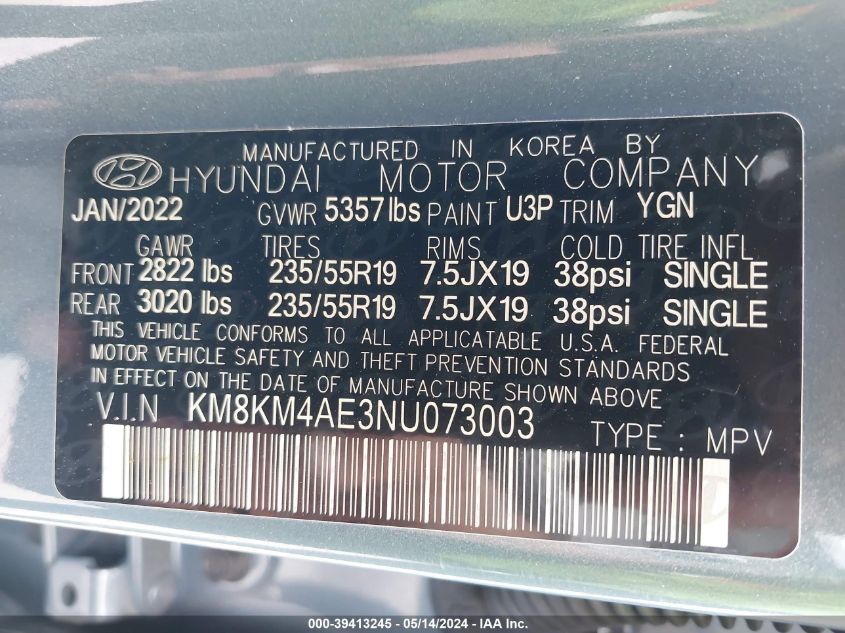 MANUFACTURED IN KOREA BY
HYUNDAI MOTOR COMPANY
JAN/2022 GVWR 5357 lbs PAINT U3P TRIM YGN
GAWR TIRES RIMS COLD TIRE INFL.
FRONT 2822 lbs 235/55R19 7.5JX19 38psi SINGLE
REAR 3020 lbs 235/55R19 7.5JX19 38psi SINGLE
THIS VEHICLE CONFORMS TO ALL APPLICATABLE U.S.A. FEDERAL
MOTOR VEHICLE SAFETY AND THEFT PREVENTION STANDARDS
IN EFFECT ON THE DATE OF MANUFACTURE SHOWN ABOVE
V.I.N KM8KM4AE3NU073003
TYPE : MPV
000-39413245 - 05/14/2024 - IAAI.com